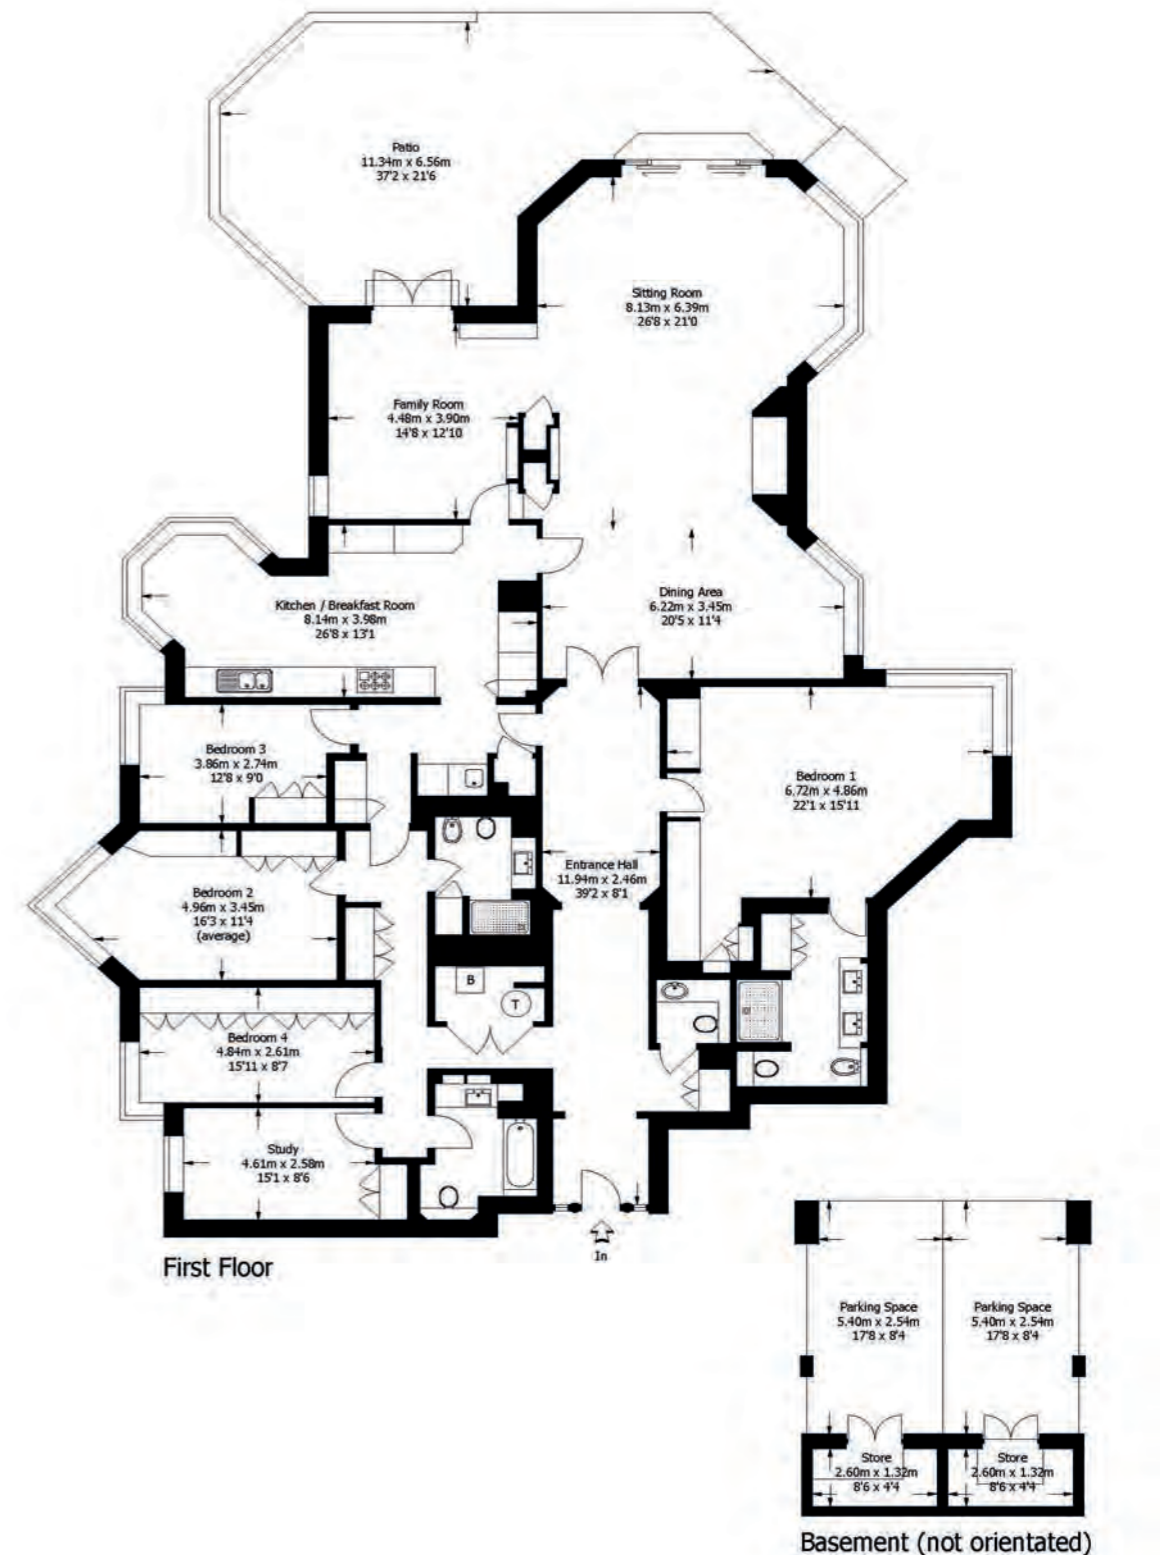 Patio
11.34m x 6.56m
37'2 x 21'6
Sitting Room
8.13m x 6.39m
26'8 x 21'0
Family Room
4.48m x 3.90m
14'8 x 12'10
Kitchen / Breakfast Room
8.14m x 3.98m
26'8 x 13'1
Dining Area
6.22m x 3.45m
20'5 x 11'4
Bedroom 3
3.86m x 2.74m
12'8 x 9'0
Bedroom 1
6.72m x 4.86m
22'1 x 15'11
Entrance Hall
11.94m x 2.46m
39'2 x 8'1
Bedroom 2
4.96m x 3.45m
16'3 x 11'4
(average)
B
T
Bedroom 4
4.84m x 2.61m
15'11 x 8'7
Study
4.61m x 2.58m
15'1 x 8'6
In
First Floor
Parking Space
5.40m x 2.54m
17'8 x 8'4
Parking Space
5.40m x 2.54m
17'8 x 8'4
Store
2.60m x 1.32m
8'6 x 4'4
Store
2.60m x 1.32m
8'6 x 4'4
Basement (not orientated)